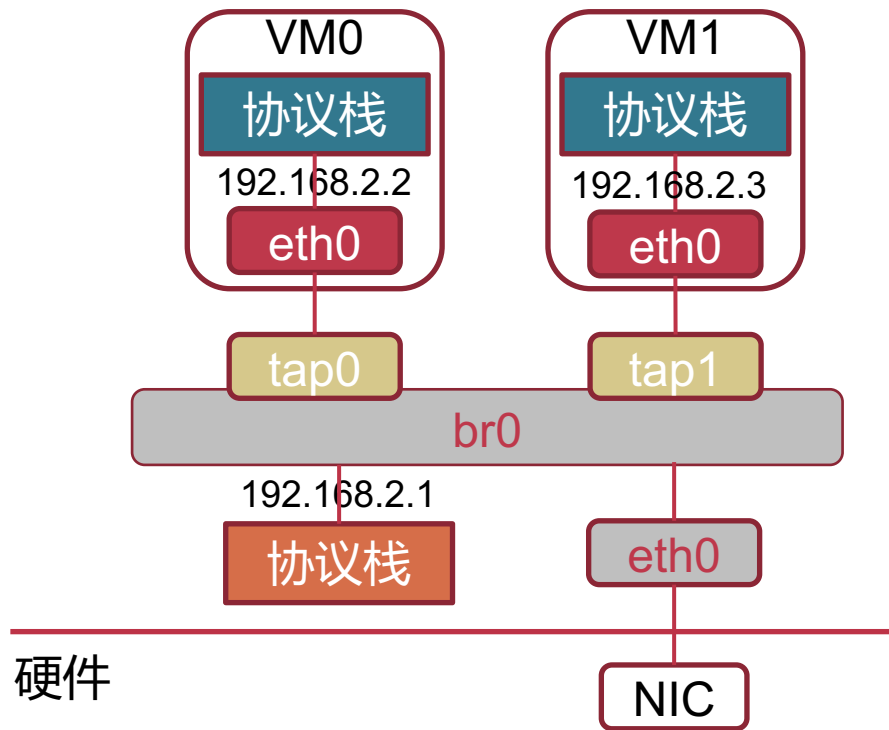 VM0
VM1
协议栈
协议栈
192.168.2.2
192.168.2.3
eth0
eth0
tap0
tap1
br0
192.168.2.1
协议栈
eth0
硬件
NIC